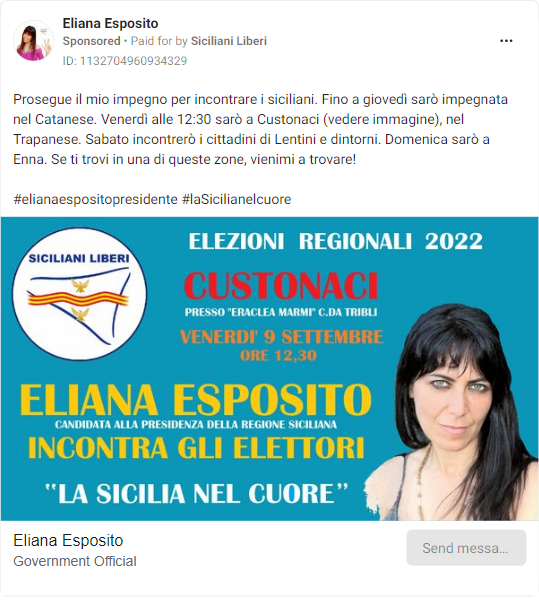 Eliana Esposito
Sponsored • Paid for by Siciliani Liberi
ID: 1132704960934329
Prosegue il mio impegno per incontrare i siciliani. Fino a giovedì sarò impegnata
nel Catanese. Venerdì alle 12:30 sarò a Custonaci (vedere immagine), nel
Trapanese. Sabato incontrerò i cittadini di Lentini e dintorni. Domenica sarò a
Enna. Se ti trovi in una di queste zone, vienimi a trovare!
#elianaespositopresidente #laSicilianelcuore
SICILIANI LIBERI
ELEZIONI REGIONALI 2022
CUSTONACI
PRESSO "ERACLEA MARMI" C.DA TRIBLI
VENERDI' 9 SETTEMBRE
ORE 12,30
ELIANA ESPOSITO
CANDIDATA ALLA PRESIDENZA DELLA REGIONE SICILIANA
INCONTRA GLI ELETTORI
"LA SICILIA NEL CUORE"
Eliana Esposito
Government Official
Send messa...